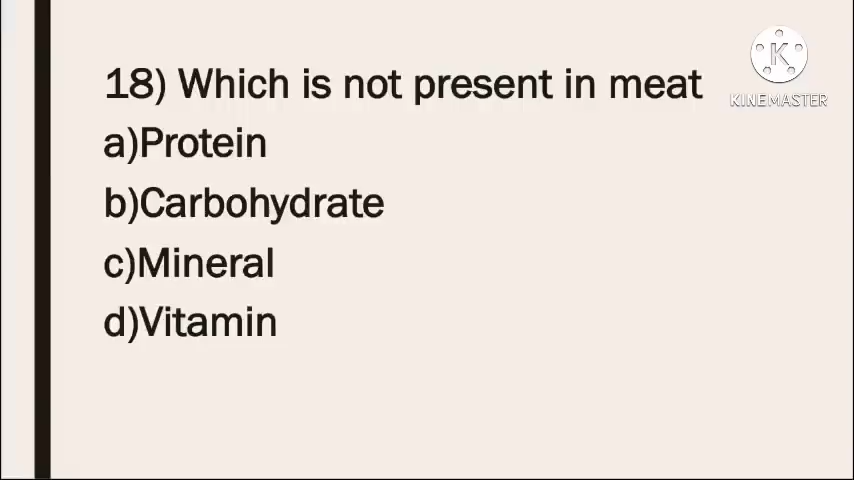 18) Which is not present in meat
a)Protein
b)Carbohydrate
c)Mineral
d)Vitamin
K
KINEMASTER